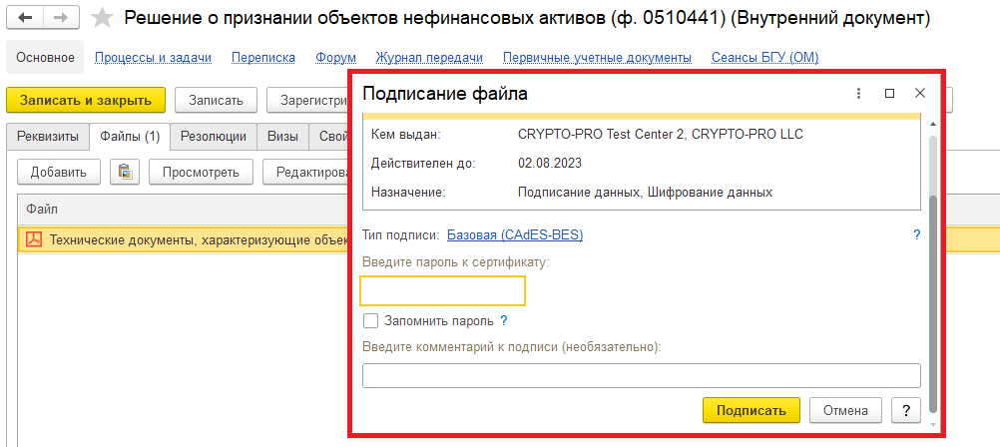 Решение о признании объектов нефинансовых активов (ф. 0510441) (Внутренний документ)
Основное Процессы и задачи Переписка Форум Журнал передачи Первичные учетные документы Сеансы БГУ (ОМ)
Записать и закрыть Записать Зарегистри
Реквизиты Файлы (1) Резолюции Визы Свой
Добавить Просмотреть Редактирова
Файл
Технические документы, характеризующие объек
Подписание файла
Кем выдан: CRYPTO-PRO Test Center 2, CRYPTO-PRO LLC
Действителен до: 02.08.2023
Назначение: Подписание данных, Шифрование данных
Тип подписи: Базовая (CAdES-BES) ?
Введите пароль к сертификату:
Запомнить пароль ?
Введите комментарий к подписи (необязательно):
Подписать Отмена ?